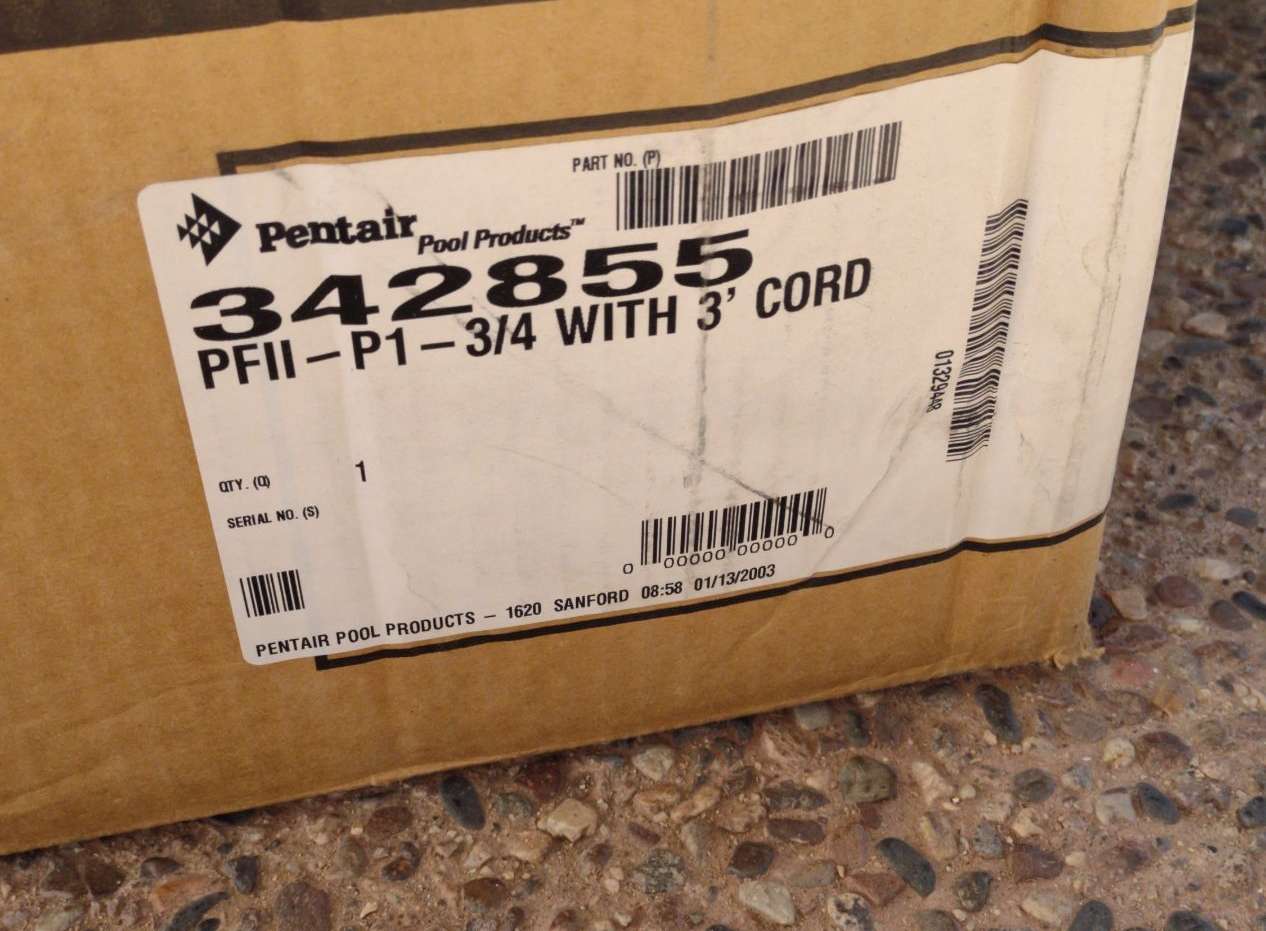 PART NO. (P)
Pentair Pool Products™
342855
PFII-P1-3/4 WITH 3' CORD
QTY. (Q) 1
SERIAL NO. (S)
0 00000 00000 0
PENTAIR POOL PRODUCTS - 1620 SANFORD 08:58 01/13/2003